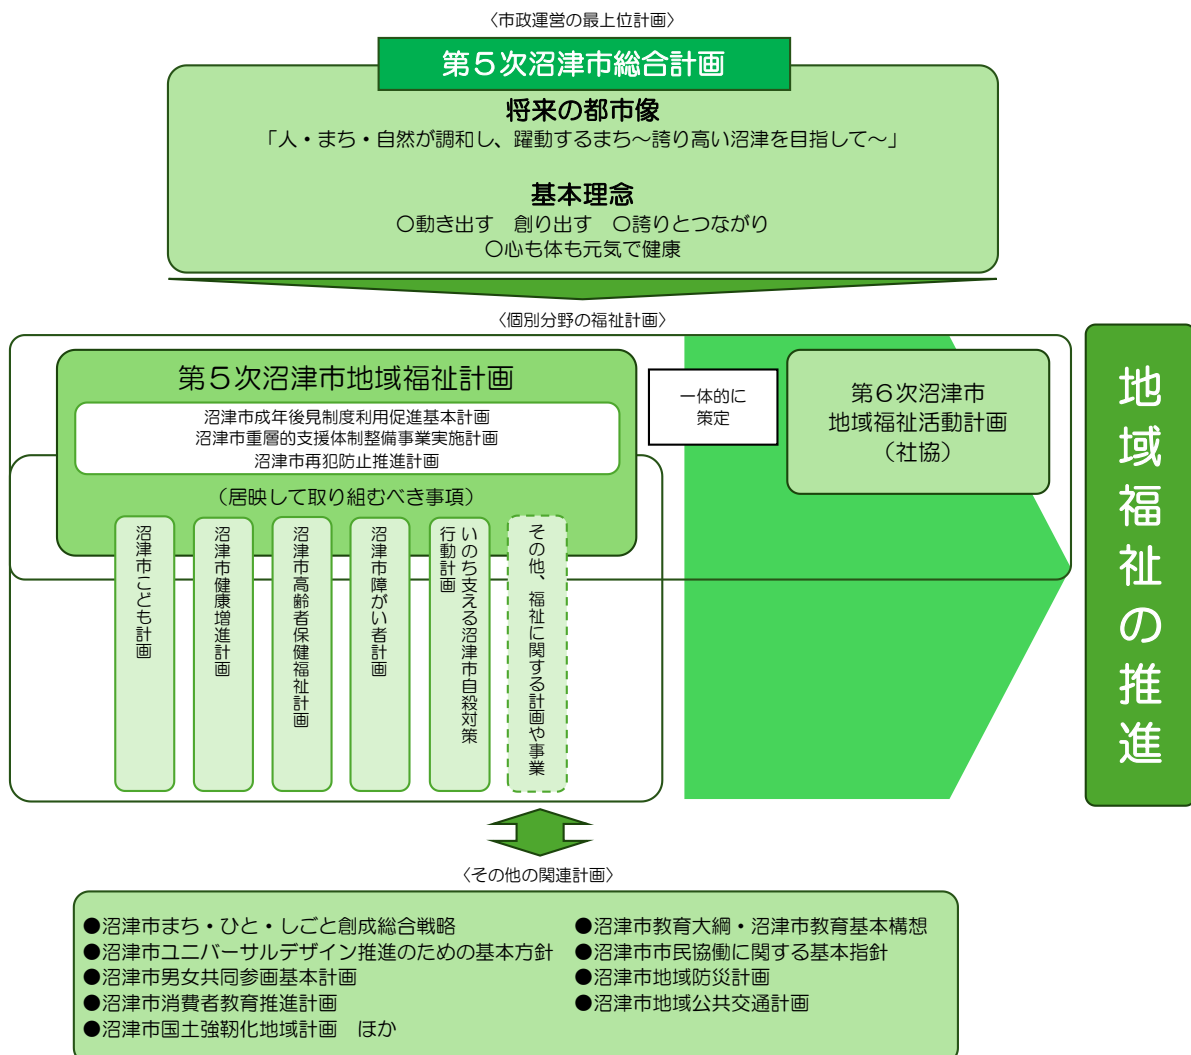 〈市政運営の最上位計画〉
第５次沼津市総合計画
将来の都市像
「人・まち・自然が調和し、躍動するまち～誇り高い沼津を目指して～」
基本理念
〇動き出す　創り出す　〇誇りとつながり
〇心も体も元気で健康
〈個別分野の福祉計画〉
第５次沼津市地域福祉計画
沼津市成年後見制度利用促進基本計画
沼津市重層的支援体制整備事業実施計画
沼津市再犯防止推進計画
（居映して取り組むべき事項）
沼津市こども計画
沼津市健康増進計画
沼津市高齢者保健福祉計画
沼津市障がい者計画
いのち支える沼津市自殺対策
行動計画
その他、福祉に関する計画や事業
一体的に
策定
第６次沼津市
地域福祉活動計画
（社協）
地域福祉の推進
〈その他の関連計画〉
●沼津市まち・ひと・しごと創成総合戦略
●沼津市ユニバーサルデザイン推進のための基本方針
●沼津市男女共同参画基本計画
●沼津市消費者教育推進計画
●沼津市国土強靭化地域計画　ほか
●沼津市教育大綱・沼津市教育基本構想
●沼津市市民協働に関する基本指針
●沼津市地域防災計画
●沼津市地域公共交通計画